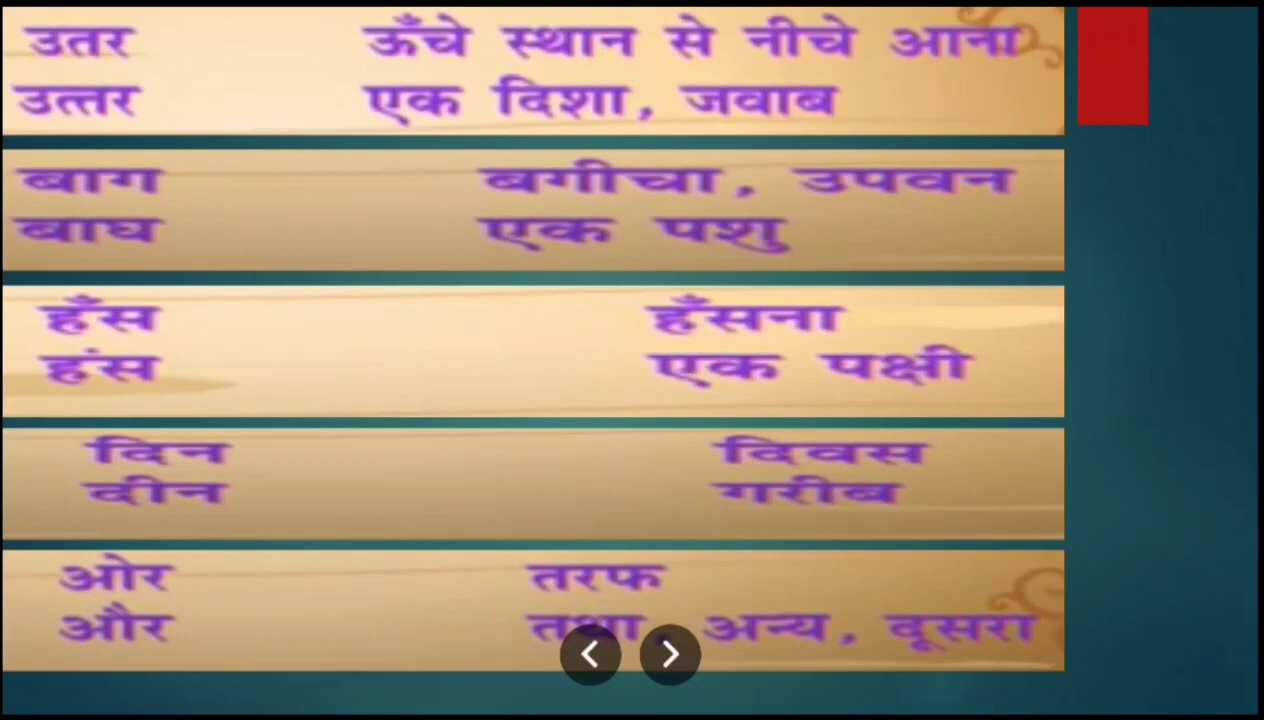 उतर ऊँचे स्थान से नीचे आना
उत्तर एक दिशा, जवाब
बाग बगीचा, उपवन
बाघ एक पशु
हँस हँसना
हंस एक पक्षी
दिन दिवस
दीन गरीब
ओर तरफ
और तथा, अन्य, दूसरा